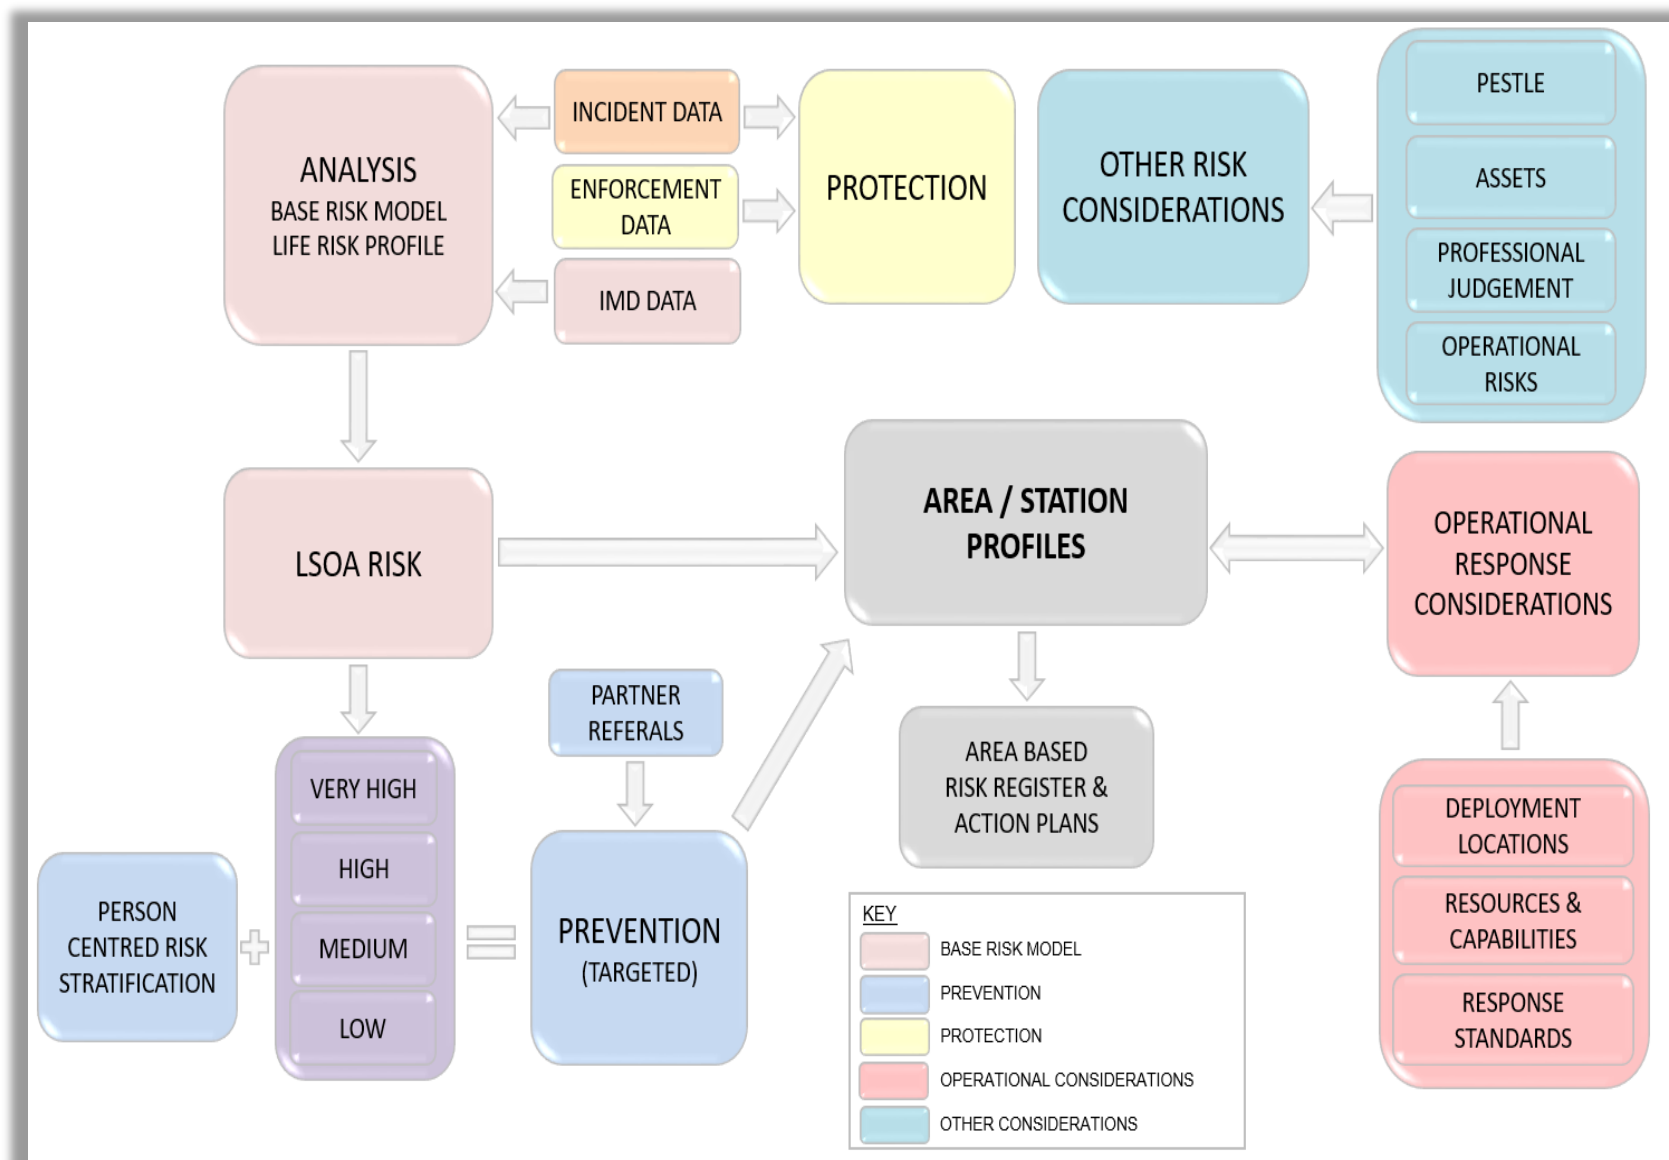 ANALYSIS
BASE RISK MODEL
LIFE RISK PROFILE
INCIDENT DATA
ENFORCEMENT
DATA
IMD DATA
PROTECTION
OTHER RISK
CONSIDERATIONS
PESTLE
ASSETS
PROFESSIONAL
JUDGEMENT
OPERATIONAL
RISKS
LSOA RISK
AREA / STATION
PROFILES
OPERATIONAL
RESPONSE
CONSIDERATIONS
PARTNER
REFERALS
AREA BASED
RISK REGISTER &
ACTION PLANS
VERY HIGH
HIGH
MEDIUM
LOW
PERSON
CENTRED RISK
STRATIFICATION
PREVENTION
(TARGETED)
DEPLOYMENT
LOCATIONS
RESOURCES &
CAPABILITIES
RESPONSE
STANDARDS
KEY
BASE RISK MODEL
PREVENTION
PROTECTION
OPERATIONAL CONSIDERATIONS
OTHER CONSIDERATIONS